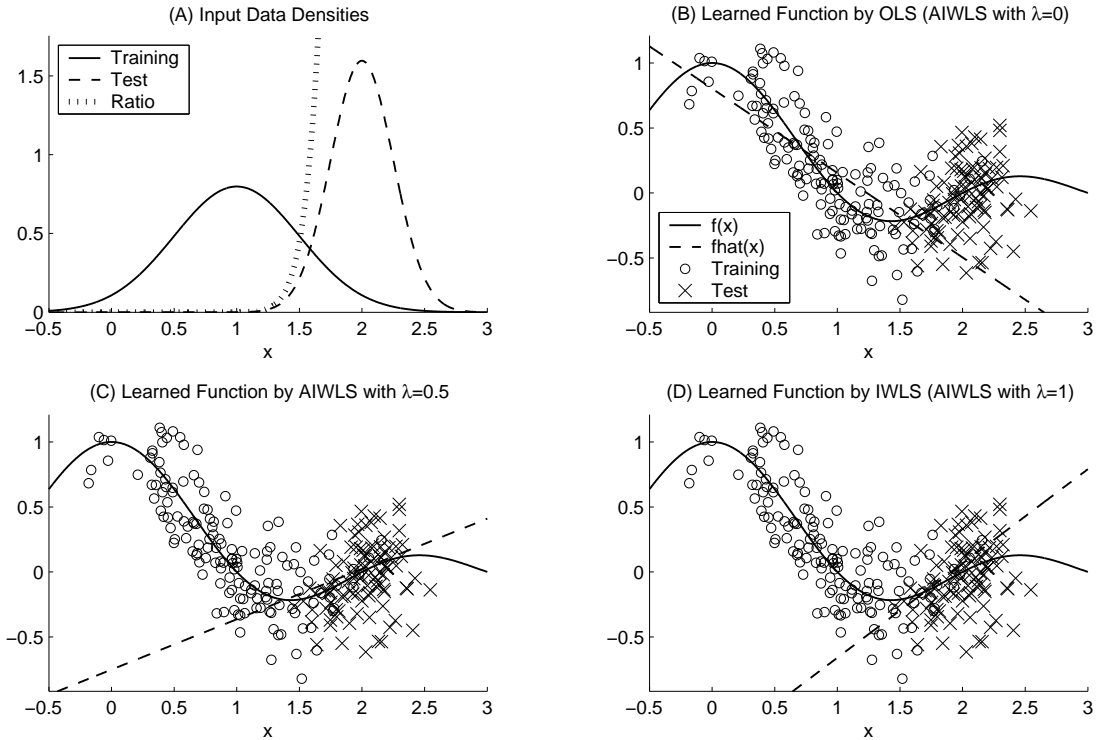 (A) Input Data Densities
Training
Test
Ratio
1.5
1
0.5
0
−0.5 0 0.5 1 1.5 2 2.5 3
x
(B) Learned Function by OLS (AIWLS with λ=0)
1
0.5
0
−0.5
f(x)
fhat(x)
Training
Test
−0.5 0 0.5 1 1.5 2 2.5 3
x
(C) Learned Function by AIWLS with λ=0.5
1
0.5
0
−0.5
−0.5 0 0.5 1 1.5 2 2.5 3
x
(D) Learned Function by IWLS (AIWLS with λ=1)
1
0.5
0
−0.5
−0.5 0 0.5 1 1.5 2 2.5 3
x